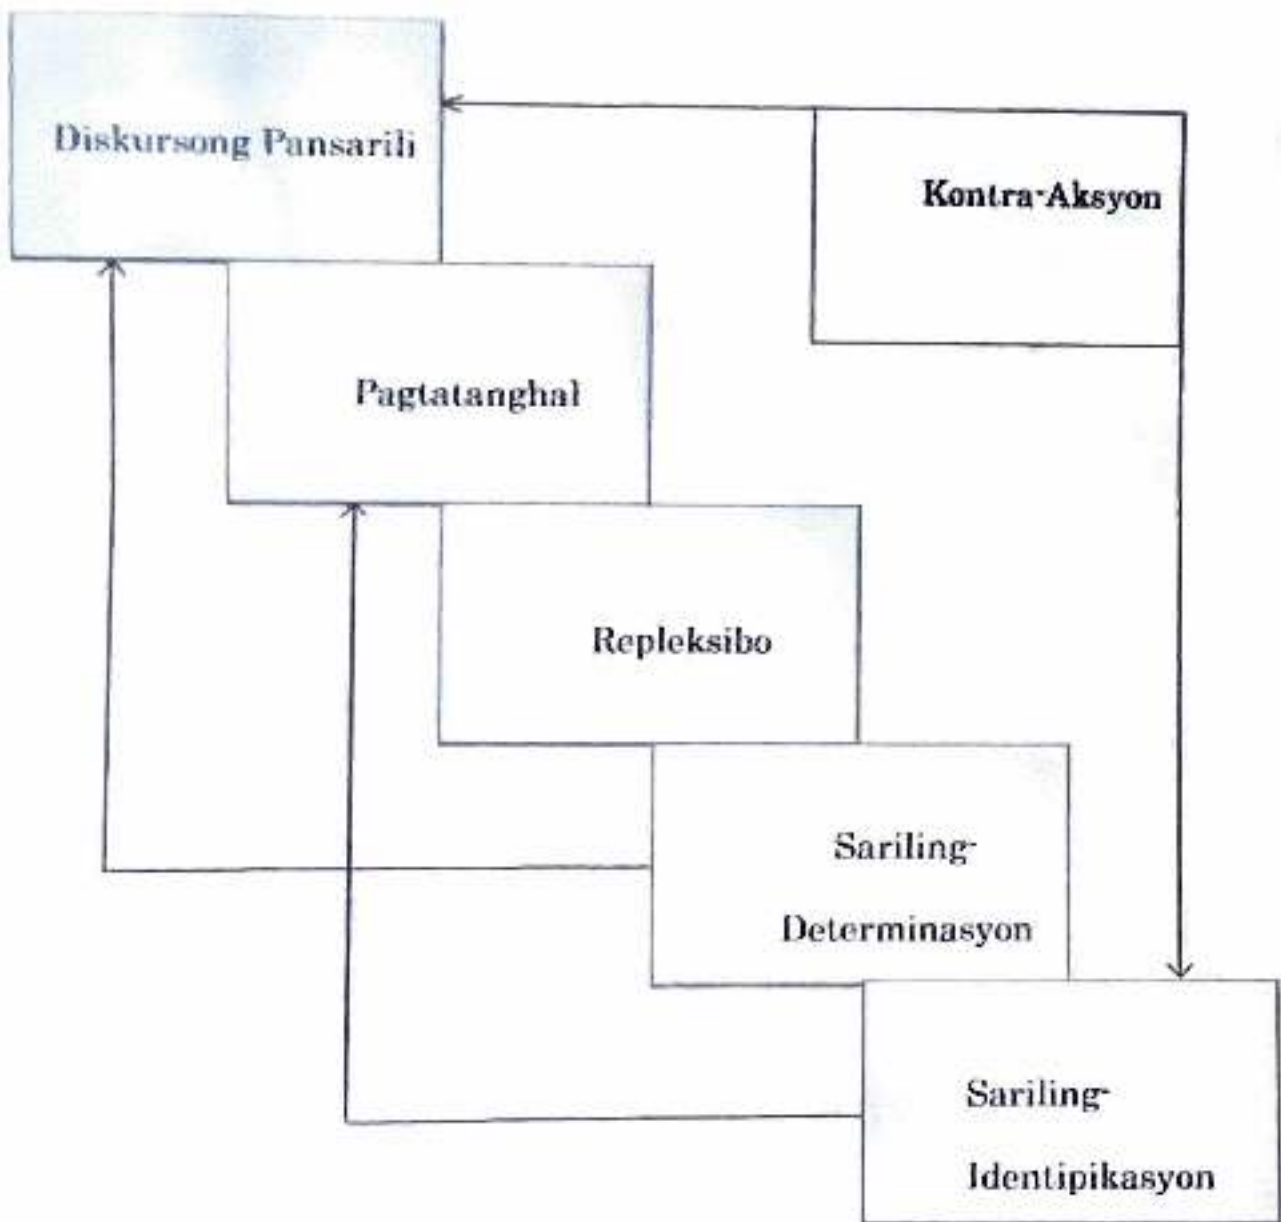 Diskursong Pansarili
Kontra-Aksyon
Pagtatanghal
Repleksibo
Sariling-
Determinasyon
Sariling-
Identipikasyon